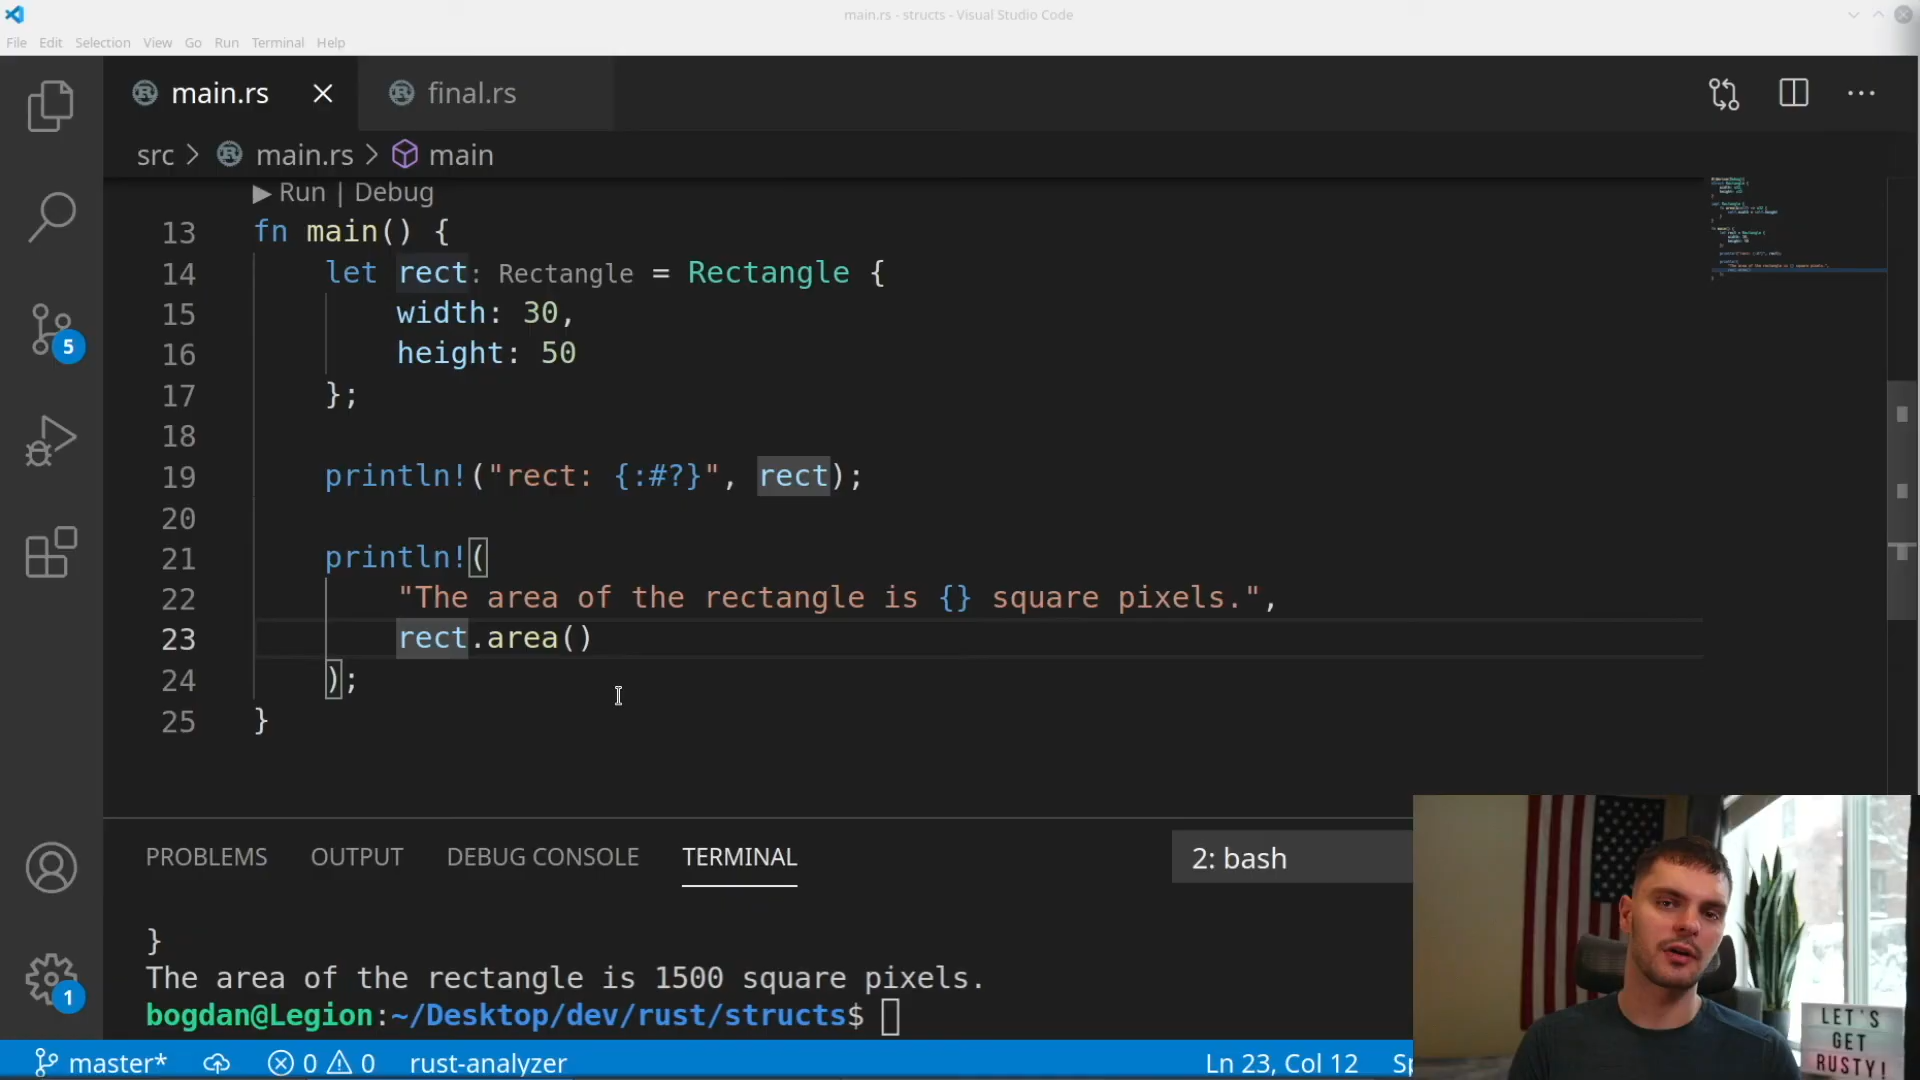 main.rs - structs - Visual Studio Code
File Edit Selection View Go Run Terminal Help
main.rs final.rs
src > main.rs > main
▶ Run | Debug
13 fn main() {
14 let rect: Rectangle = Rectangle {
15 width: 30,
16 height: 50
17 };
18
19 println!("rect: {:#?}", rect);
20
21 println!(
22 "The area of the rectangle is {} square pixels.",
23 rect.area()
24 );
25 }
5
PROBLEMS OUTPUT DEBUG CONSOLE TERMINAL 2: bash
}
The area of the rectangle is 1500 square pixels.
bogdan@Legion:~/Desktop/dev/rust/structs$
1
master* 0 0 rust-analyzer Ln 23, Col 12
LET'S
GET
RUSTY!